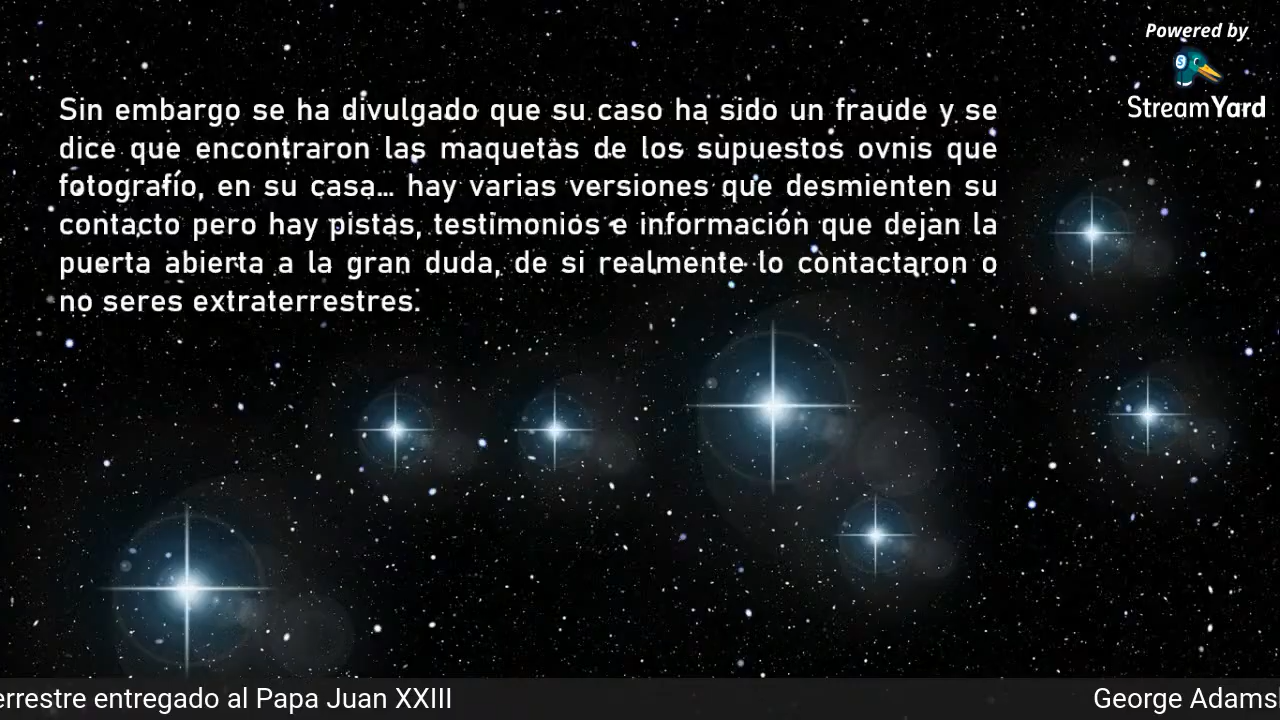 Powered by
StreamYard
Sin embargo se ha divulgado que su caso ha sido un fraude y se
dice que encontraron las maquetas de los supuestos ovnis que
fotografío, en su casa... hay varias versiones que desmienten su
contacto pero hay pistas, testimonios e información que dejan la
puerta abierta a la gran duda, de si realmente lo contactaron o
no seres extraterrestres.
errestre entregado al Papa Juan XXIII
George Adams